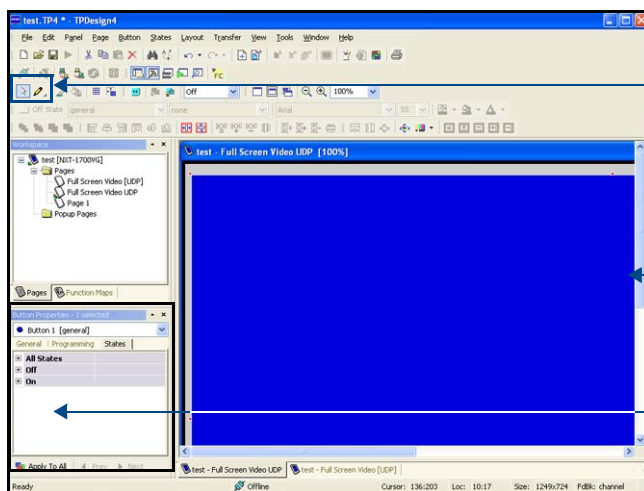 test.TP4 * - TPDesign4
File Edit Panel Page Button States Layout Transfer View Tools Window Help
Off 100%
Off State general none Arial 10
Workspace
test - Full Screen Video UDP [100%]
test [NXT-1700VG]
Pages
Full Screen Video [UDP]
Full Screen Video UDP
Page 1
Popup Pages
Pages Function Maps
Button Properties - 1 selected
Button 1 [general]
General Programming States
All States
Off
On
Apply To All Prev Next
test - Full Screen Video UDP test - Full Screen Video [UDP]
Ready Offline Cursor: 136:203 Loc: 10:17 Size: 1249x724 FdBk: channel